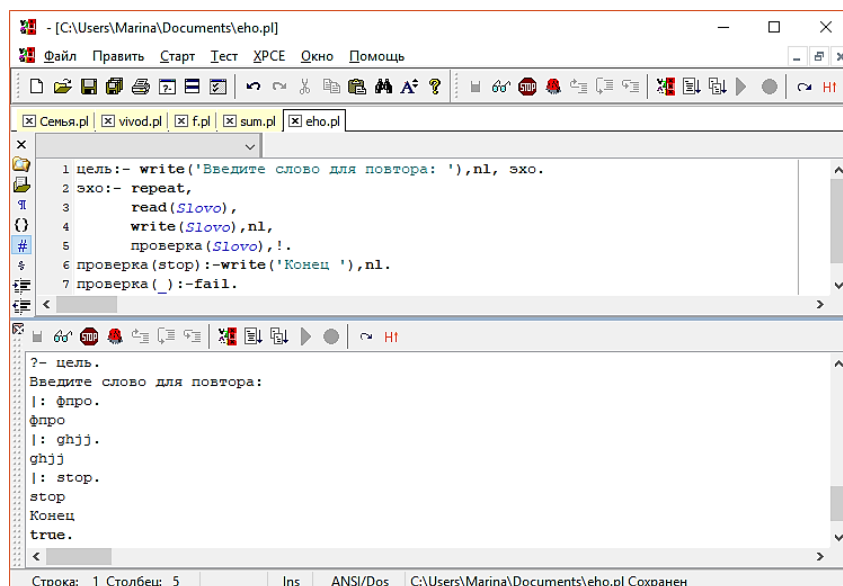 - [C:\Users\Marina\Documents\eho.pl]
Файл Править Старт Тест XPCE Окно Помощь
Семья.pl vivod.pl f.pl sum.pl eho.pl
1 цель:- write('Введите слово для повтора: '),nl, эхо.
2 эхо:- repeat,
3 read(Slovo),
4 write(Slovo),nl,
5 проверка(Slovo),!.
6 проверка(stop):-write('Конец '),nl.
7 проверка(_):-fail.
?- цель.
Введите слово для повтора:
|: фпро.
фпро
|: ghjj.
ghjj
|: stop.
stop
Конец
true.
Строка: 1 Столбец: 5 Ins ANSI/Dos C:\Users\Marina\Documents\eho.pl Сохранен